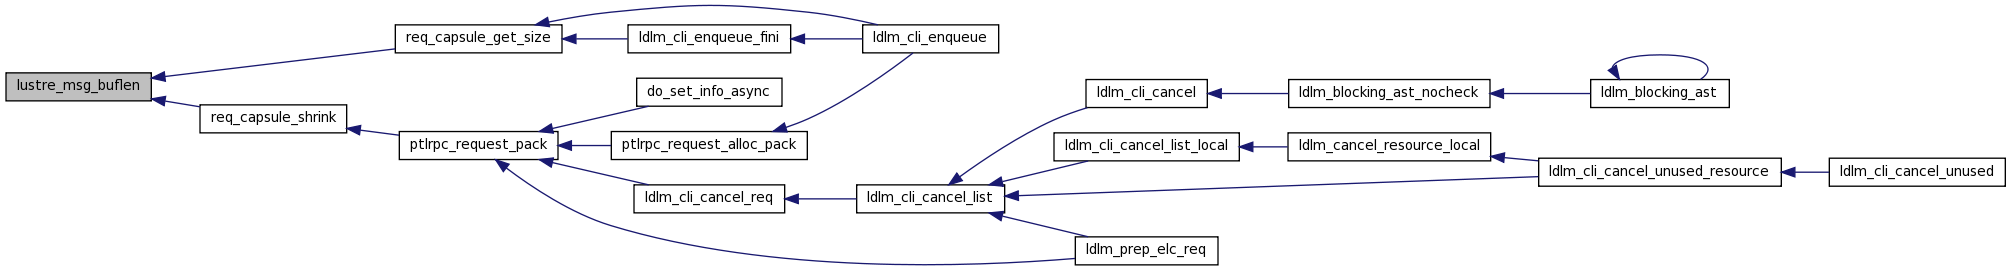 lustre_msg_buflen
req_capsule_get_size
ldlm_cli_enqueue_fini
ldlm_cli_enqueue
req_capsule_shrink
ptlrpc_request_pack
do_set_info_async
ptlrpc_request_alloc_pack
ldlm_cli_cancel_req
ldlm_cli_cancel_list
ldlm_cli_cancel
ldlm_blocking_ast_nocheck
ldlm_blocking_ast
ldlm_cli_cancel_list_local
ldlm_cancel_resource_local
ldlm_cli_cancel_unused_resource
ldlm_cli_cancel_unused
ldlm_prep_elc_req